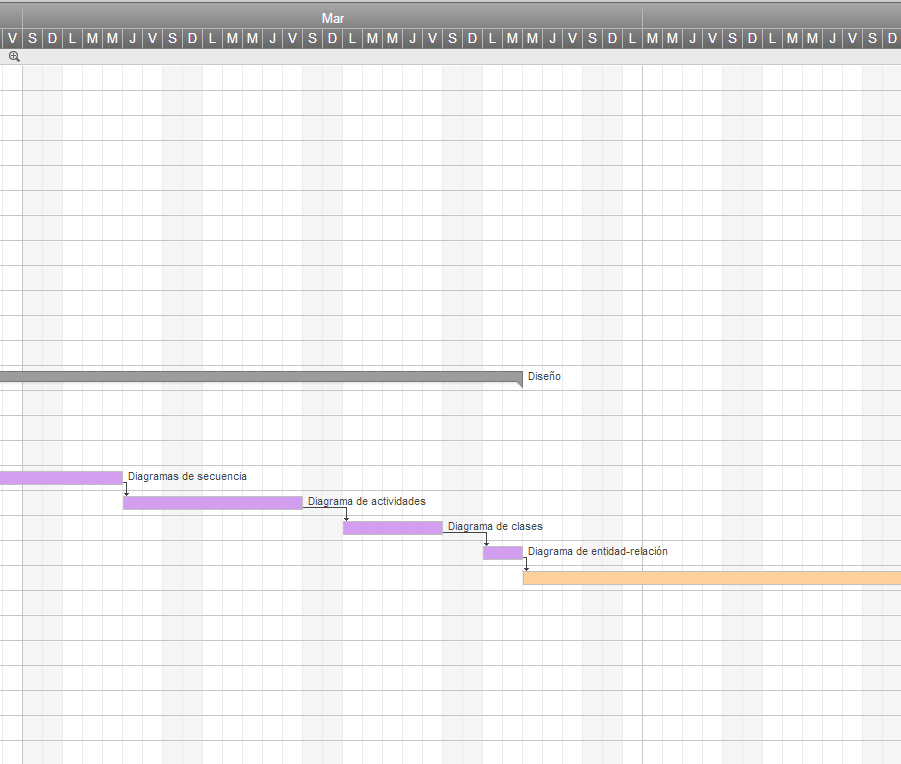 Mar
V S D L M M J V S D L M M J V S D L M M J V S D L M M J V S D L M M J V S D L M M J V S D
Diseño
Diagramas de secuencia
Diagrama de actividades
Diagrama de clases
Diagrama de entidad-relación